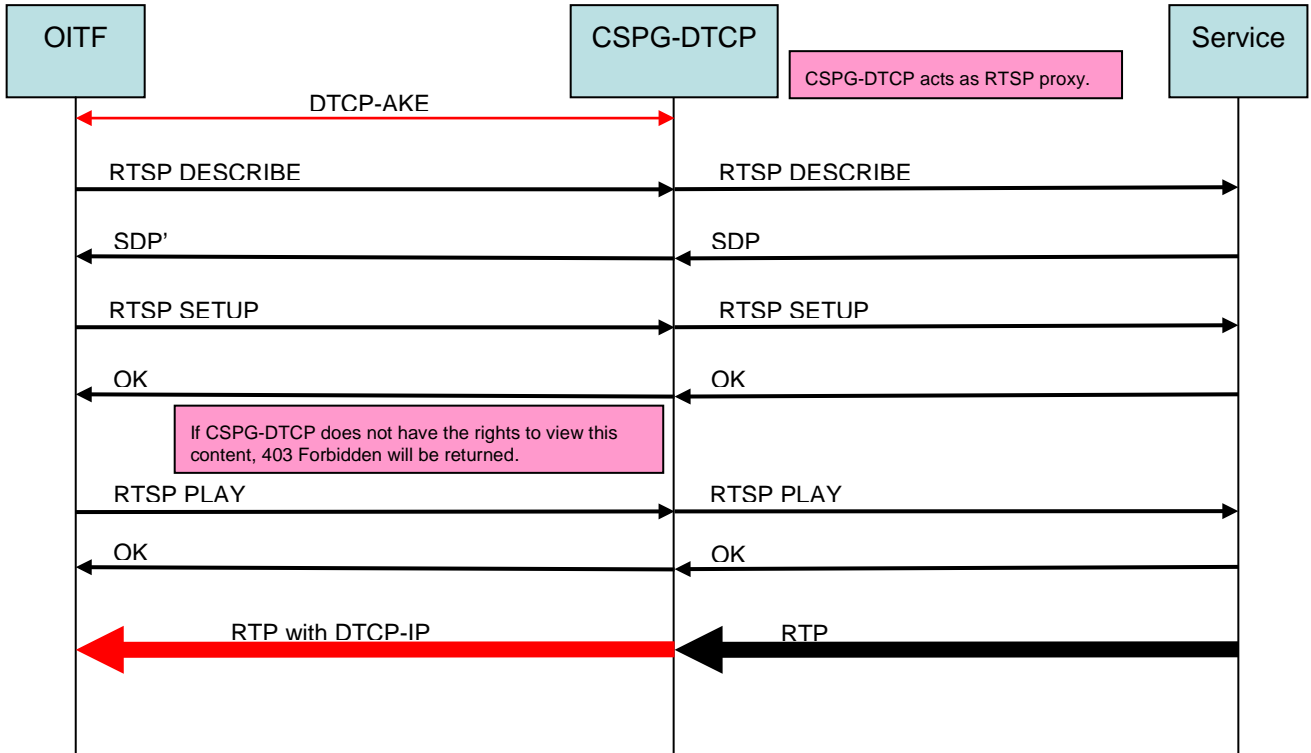 OITF
CSPG-DTCP
Service
CSPG-DTCP acts as RTSP proxy.
DTCP-AKE
RTSP DESCRIBE
RTSP DESCRIBE
SDP’
SDP
RTSP SETUP
RTSP SETUP
OK
OK
If CSPG-DTCP does not have the rights to view this
content, 403 Forbidden will be returned.
RTSP PLAY
RTSP PLAY
OK
OK
RTP with DTCP-IP
RTP